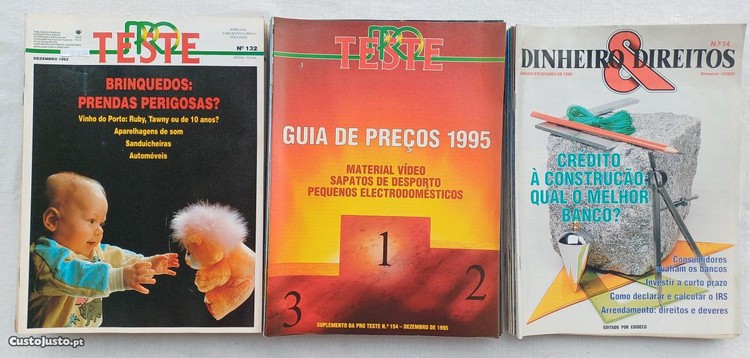 PRO
TESTE
Nº 132
DEZEMBRO 1993
BRINQUEDOS:
PRENDAS PERIGOSAS?
Vinho do Porto: Ruby, Tawny ou de 10 anos?
Aparelhagens de som
Sanduicheiras
Automóveis
PRO
TESTE
GUIA DE PREÇOS 1995
MATERIAL VÍDEO
SAPATOS DE DESPORTO
PEQUENOS ELECTRODOMÉSTICOS
1
2
3
SUPLEMENTO DA PRO TESTE N.º 154 – DEZEMBRO DE 1995
N.º 14
DINHEIRO & DIREITOS
CRÉDITO
À CONSTRUÇÃO:
QUAL O MELHOR
BANCO?
Consumidores
avaliam os bancos
Investir a curto prazo
Como declarar e calcular o IRS
Arrendamento: direitos e deveres
EDITADO POR EDIDECO
CustoJusto.pt